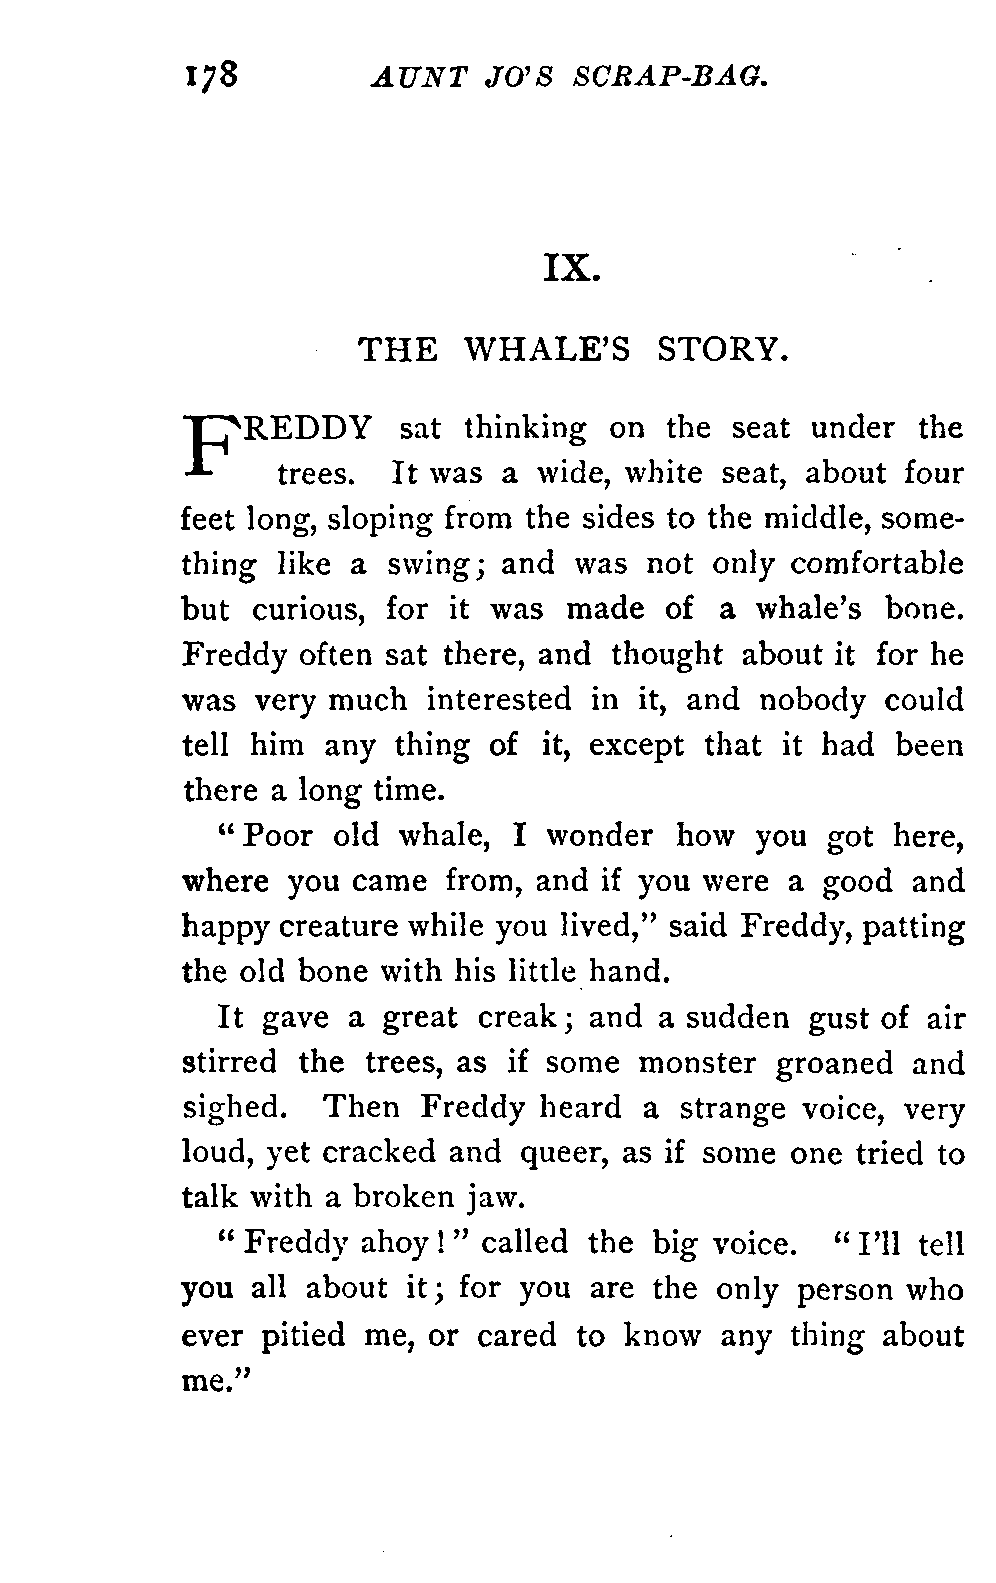 178 AUNT JO'S SCRAP-BAG.
IX.
THE WHALE'S STORY.
FREDDY sat thinking on the seat under the
trees. It was a wide, white seat, about four
feet long, sloping from the sides to the middle, some-
thing like a swing; and was not only comfortable
but curious, for it was made of a whale's bone.
Freddy often sat there, and thought about it for he
was very much interested in it, and nobody could
tell him any thing of it, except that it had been
there a long time.
"Poor old whale, I wonder how you got here,
where you came from, and if you were a good and
happy creature while you lived," said Freddy, patting
the old bone with his little hand.
It gave a great creak; and a sudden gust of air
stirred the trees, as if some monster groaned and
sighed. Then Freddy heard a strange voice, very
loud, yet cracked and queer, as if some one tried to
talk with a broken jaw.
"Freddy ahoy!" called the big voice. "I'll tell
you all about it; for you are the only person who
ever pitied me, or cared to know any thing about
me."